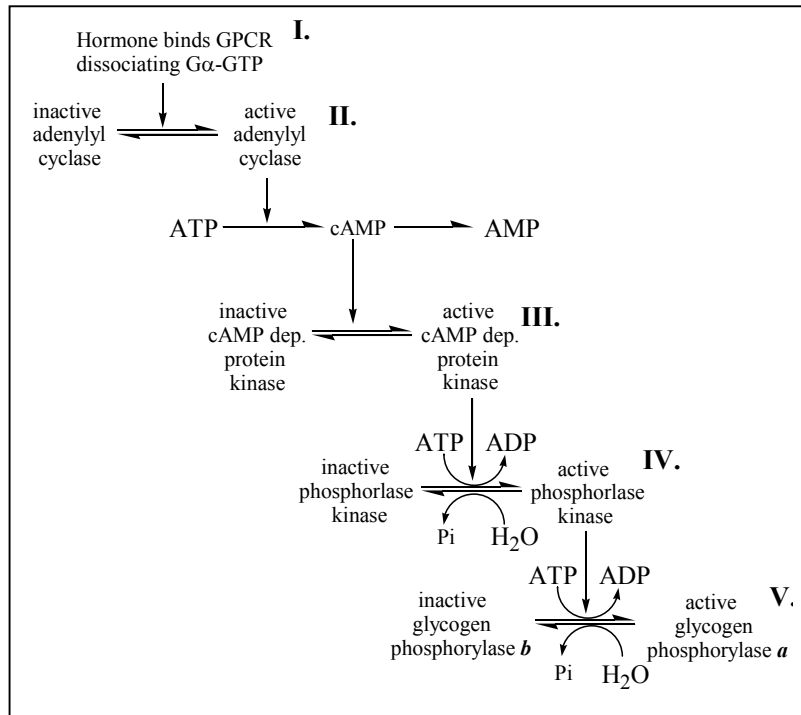 Hormone binds GPCR
dissociating Gα-GTP
I.
inactive
adenylyl
cyclase
active
adenylyl
cyclase
II.
ATP
cAMP
AMP
inactive
cAMP dep.
protein
kinase
active
cAMP dep.
protein
kinase
III.
ATP
ADP
inactive
phosphorlase
kinase
active
phosphorlase
kinase
IV.
Pi
H₂O
ATP
ADP
inactive
glycogen
phosphorylase b
active
glycogen
phosphorylase a
V.
Pi
H₂O